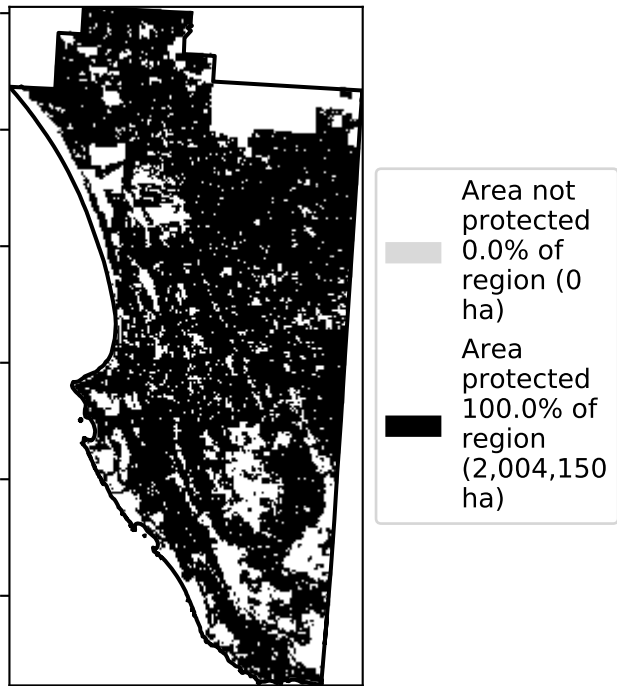 Area not
protected
0.0% of
region (0
ha)
Area
protected
100.0% of
region
(2,004,150
ha)